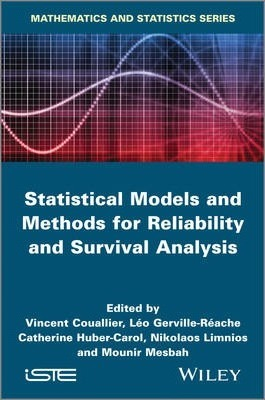 MATHEMATICS AND STATISTICS SERIES
Statistical Models and
Methods for Reliability
and Survival Analysis
Edited by
Vincent Couallier, Léo Gerville-Réache
Catherine Huber-Carol, Nikolaos Limnios
and Mounir Mesbah
iSTE
WILEY